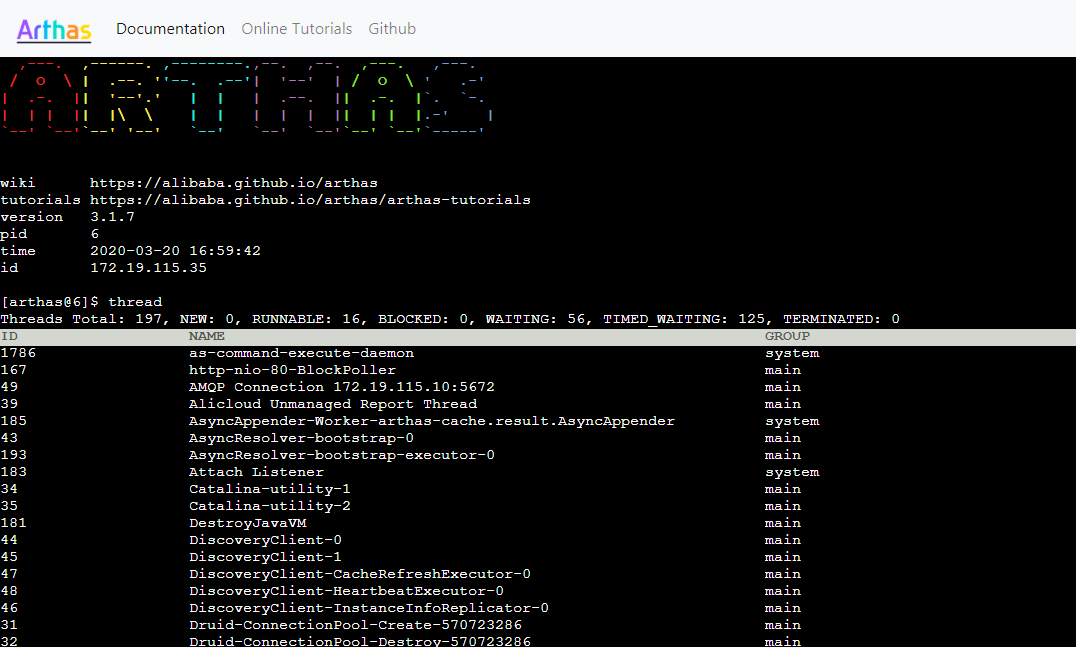 Arthas Documentation Online Tutorials Github
ARTHAS
wiki https://alibaba.github.io/arthas
tutorials https://alibaba.github.io/arthas/arthas-tutorials
version 3.1.7
pid 6
time 2020-03-20 16:59:42
id 172.19.115.35
[arthas@6]$ thread
Threads Total: 197, NEW: 0, RUNNABLE: 16, BLOCKED: 0, WAITING: 56, TIMED_WAITING: 125, TERMINATED: 0
ID NAME GROUP
1786 as-command-execute-daemon system
167 http-nio-80-BlockPoller main
49 AMQP Connection 172.19.115.10:5672 main
39 Alicloud Unmanaged Report Thread main
185 AsyncAppender-Worker-arthas-cache.result.AsyncAppender system
43 AsyncResolver-bootstrap-0 main
193 AsyncResolver-bootstrap-executor-0 main
183 Attach Listener system
34 Catalina-utility-1 main
35 Catalina-utility-2 main
181 DestroyJavaVM main
44 DiscoveryClient-0 main
45 DiscoveryClient-1 main
47 DiscoveryClient-CacheRefreshExecutor-0 main
48 DiscoveryClient-HeartbeatExecutor-0 main
46 DiscoveryClient-InstanceInfoReplicator-0 main
31 Druid-ConnectionPool-Create-570723286 main
32 Druid-ConnectionPool-Destroy-570723286 main